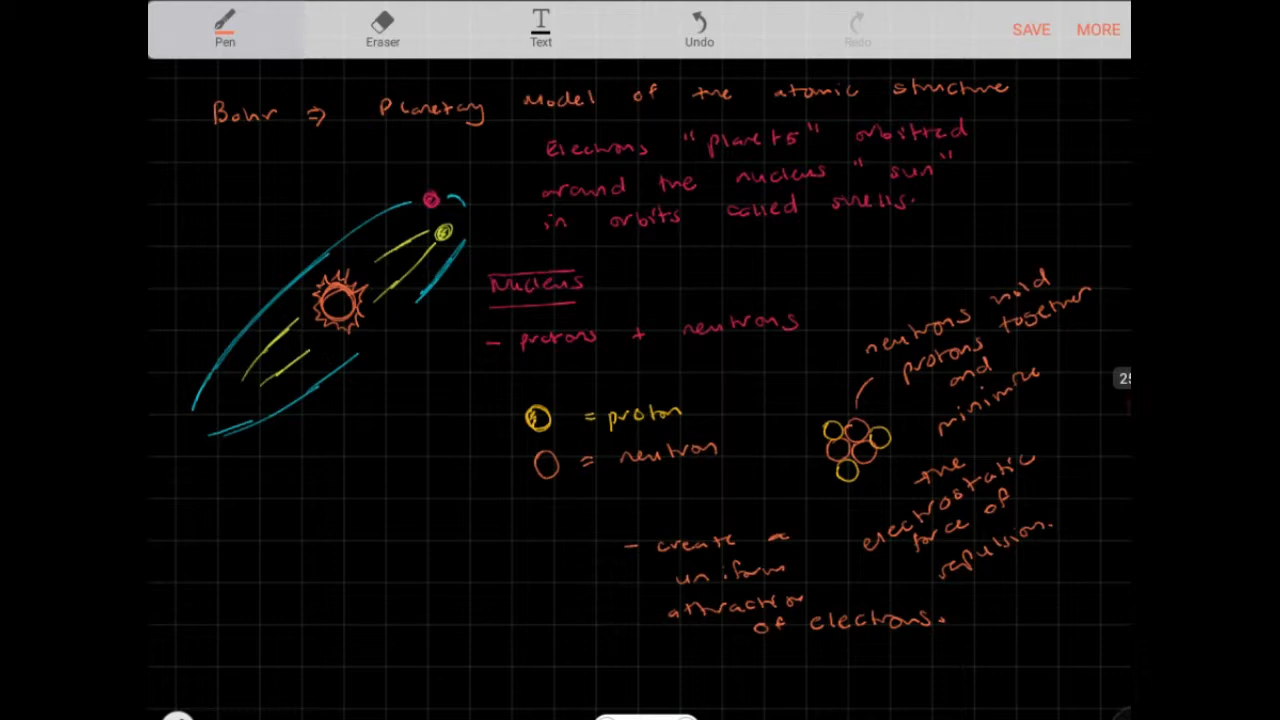 Pen
Eraser
Text
Undo
Redo
SAVE
MORE
Bohr ⇒ Planetary Model of the atomic structure
Electrons "planets" orbitted
around the nucleus "sun"
in orbits called shells.
Nucleus
- protons + neutrons
= proton
= neutron
neutrons hold
protons together
and
minimize
the
electrostatic
force of
repulsion.
- create a
uniform
attraction
of electrons.
25